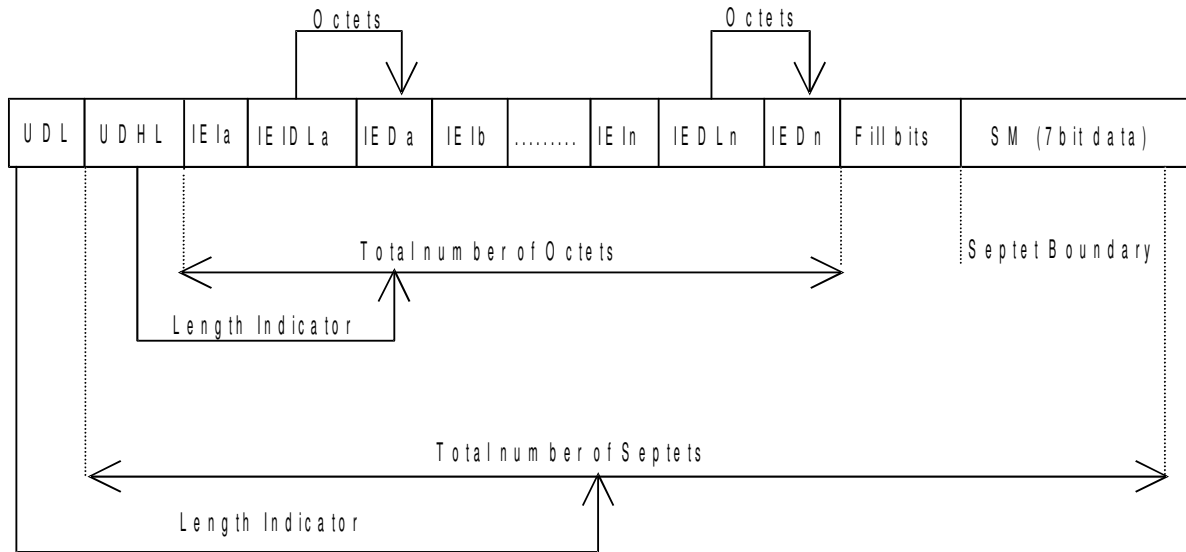 Octets Octets
UDL UDHL IEIa IEIDLa IEDa IEIb ......... IEIn IEDLn IEDn Fill bits SM (7bit data)
Total number of Octets
Septet Boundary
Length Indicator
Total number of Septets
Length Indicator